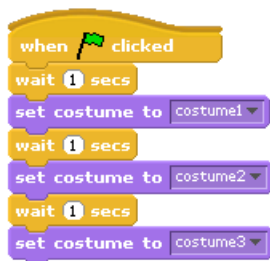 when clicked
wait 1 secs
set costume to costume1
wait 1 secs
set costume to costume2
wait 1 secs
set costume to costume3